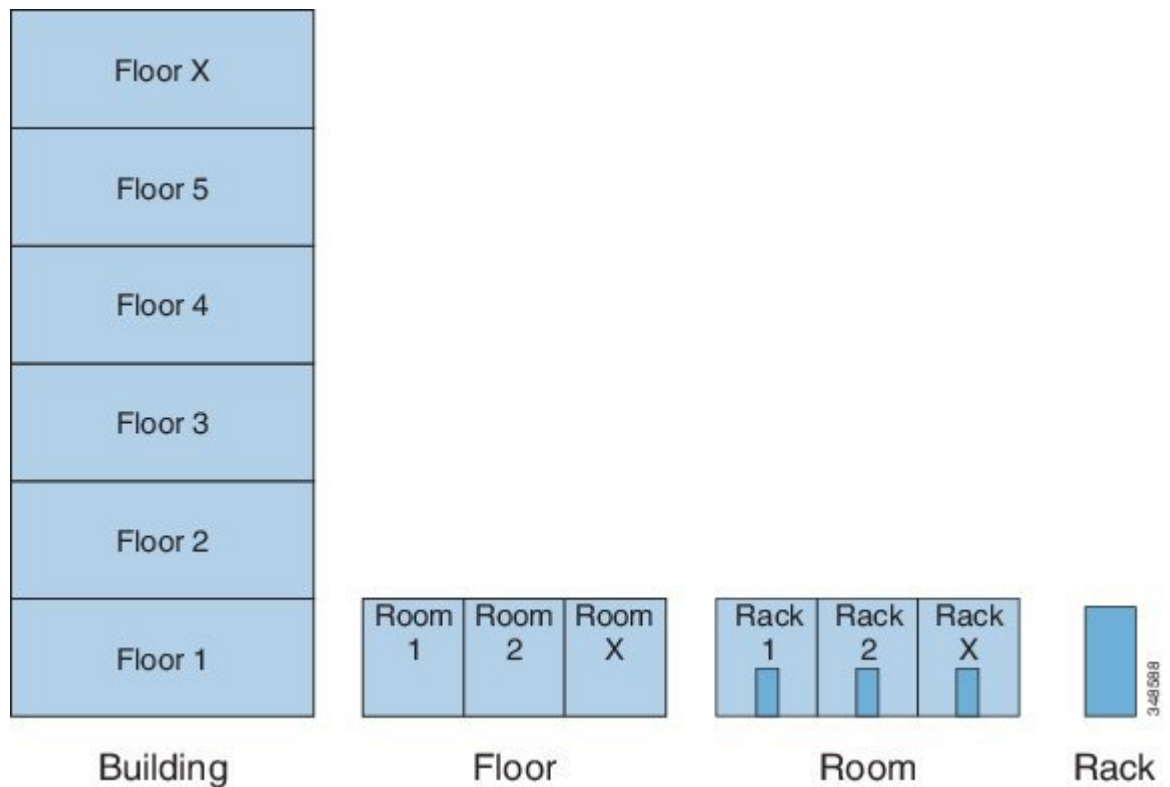 Floor X
Floor 5
Floor 4
Floor 3
Floor 2
Floor 1
Building
Room
1
Room
2
Room
X
Floor
Rack
1
Rack
2
Rack
X
Room
348588
Rack